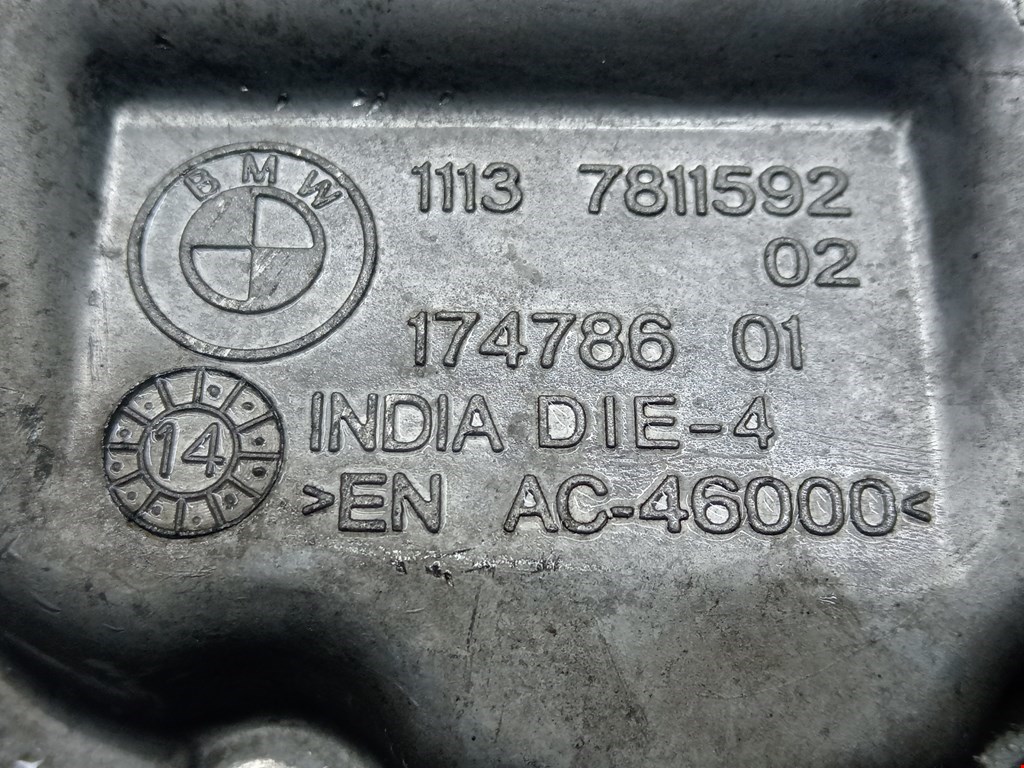 BMW
1113 7811592
02
174786 01
14
INDIA DIE-4
>EN AC-46000<